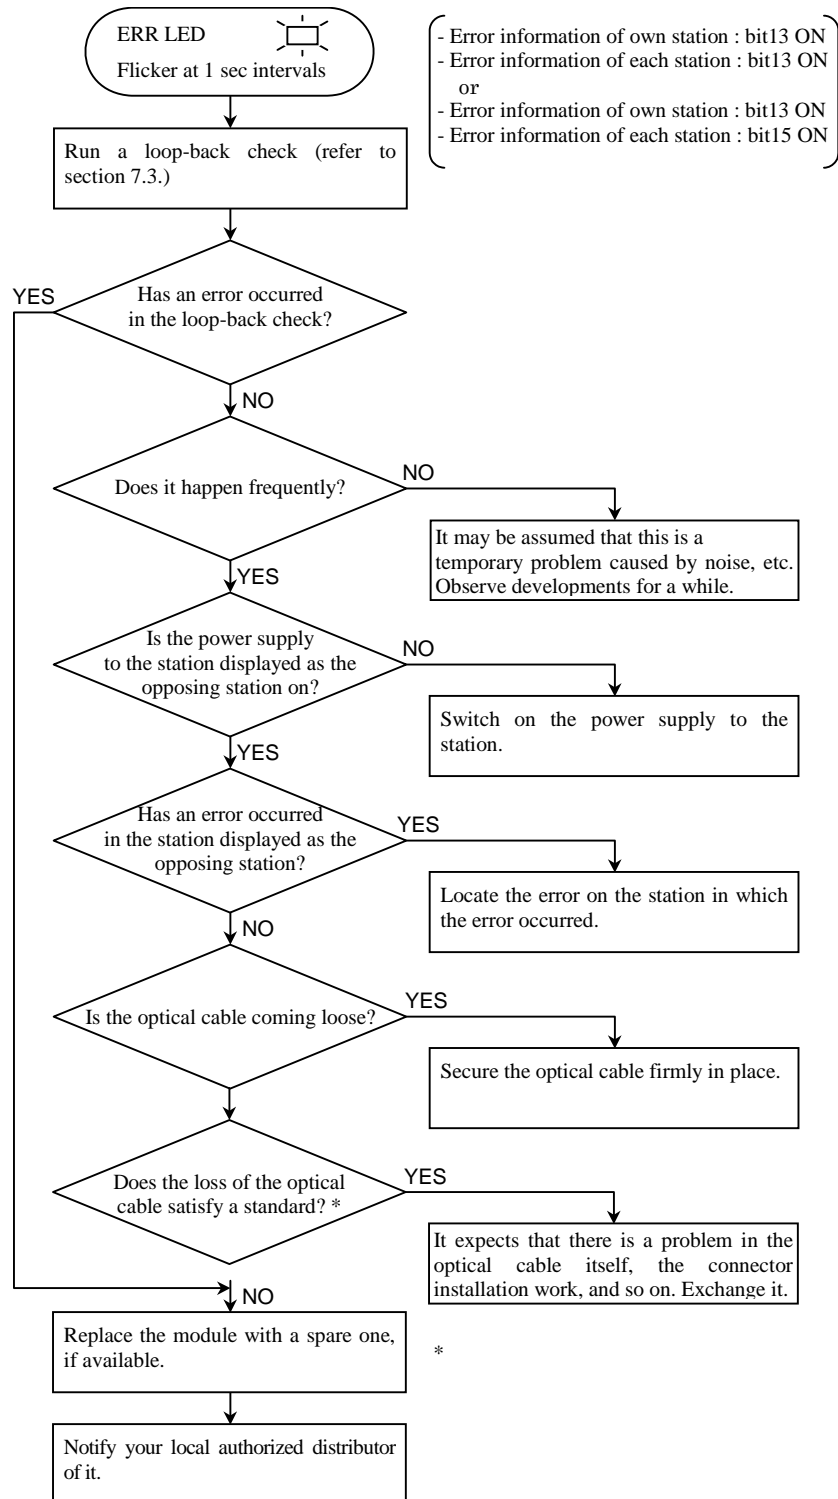 ERR LED
Flicker at 1 sec intervals
- Error information of own station : bit13 ON
- Error information of each station : bit13 ON
or
- Error information of own station : bit13 ON
- Error information of each station : bit15 ON
Run a loop-back check (refer to
section 7.3.)
YES
Has an error occurred
in the loop-back check?
NO
Does it happen frequently?
NO
It may be assumed that this is a
temporary problem caused by noise, etc.
Observe developments for a while.
YES
Is the power supply
to the station displayed as the
opposing station on?
NO
Switch on the power supply to the
station.
YES
Has an error occurred
in the station displayed as the
opposing station?
YES
Locate the error on the station in which
the error occurred.
NO
Is the optical cable coming loose?
YES
Secure the optical cable firmly in place.
Does the loss of the optical
cable satisfy a standard? *
YES
It expects that there is a problem in the
optical cable itself, the connector
installation work, and so on. Exchange it.
NO
Replace the module with a spare one,
if available.
*
Notify your local authorized distributor
of it.